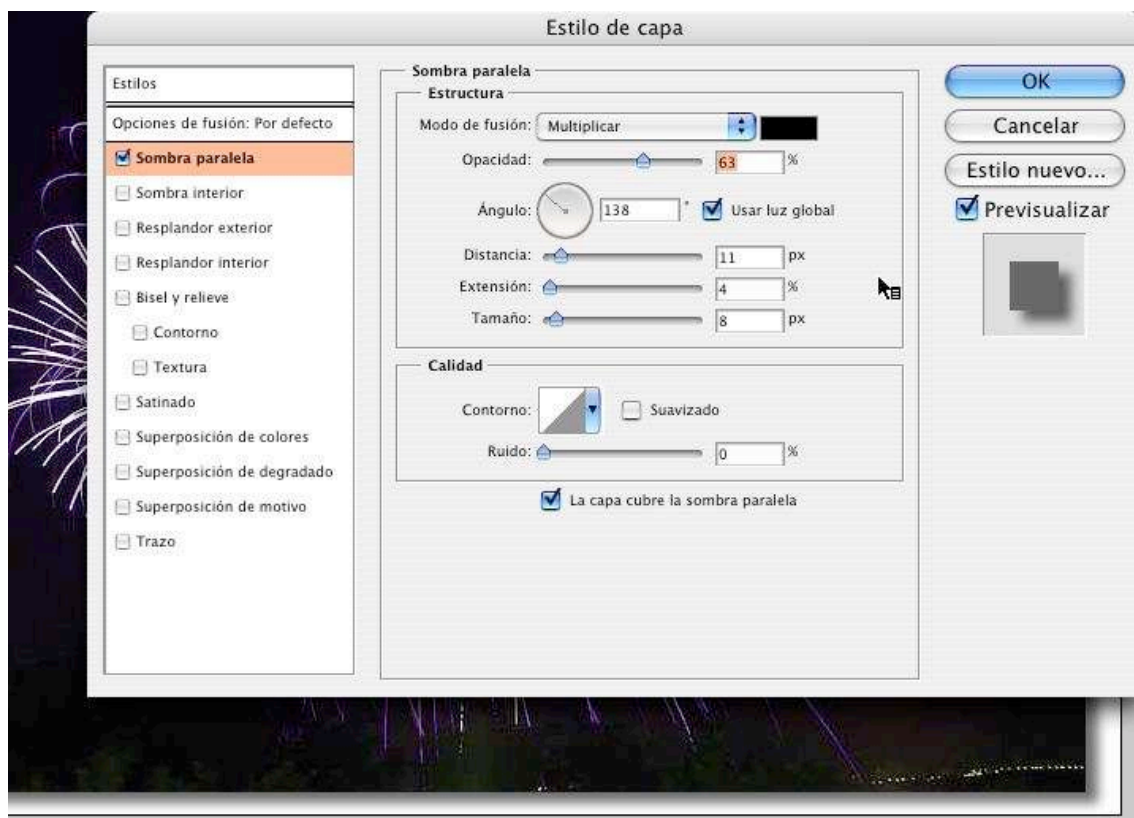 Estilo de capa
Estilos
Opciones de fusión: Por defecto
Sombra paralela
Sombra interior
Resplandor exterior
Resplandor interior
Bisel y relieve
Contorno
Textura
Satinado
Superposición de colores
Superposición de degradado
Superposición de motivo
Trazo
Sombra paralela
Estructura
Modo de fusión: Multiplicar
Opacidad: 63 %
Ángulo: 138 ° Usar luz global
Distancia: 11 px
Extensión: 4 %
Tamaño: 8 px
Calidad
Contorno: Suavizado
Ruido: 0 %
La capa cubre la sombra paralela
OK
Cancelar
Estilo nuevo...
Previsualizar